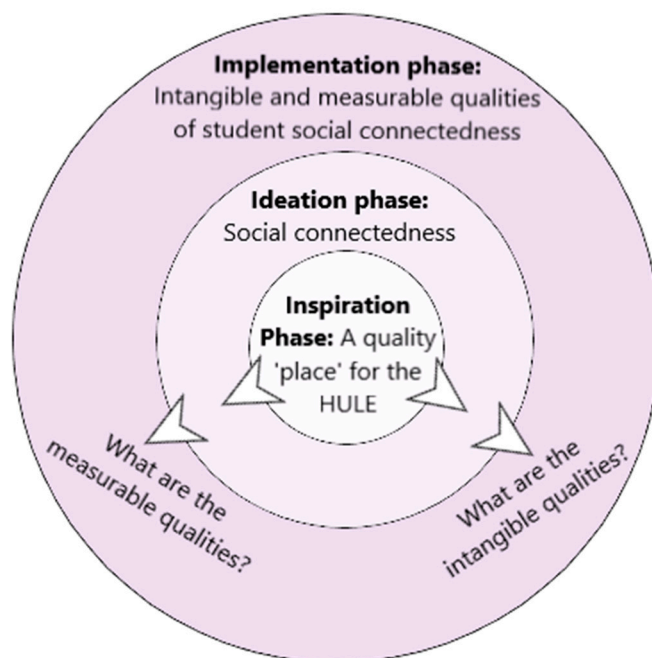 Implementation phase:
Intangible and measurable qualities
of student social connectedness
Ideation phase:
Social connectedness
Inspiration
Phase: A quality
'place' for the
HULE
What are the
measurable qualities?
What are the
intangible qualities?